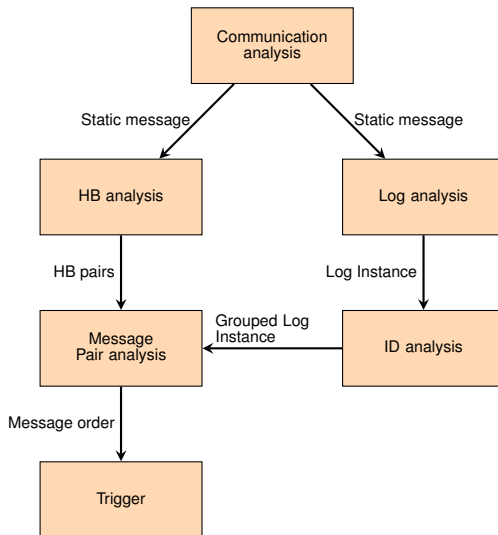 Communication
analysis
Static message
Static message
HB analysis
Log analysis
HB pairs
Log Instance
Message
Pair analysis
Grouped Log
Instance
ID analysis
Message order
Trigger